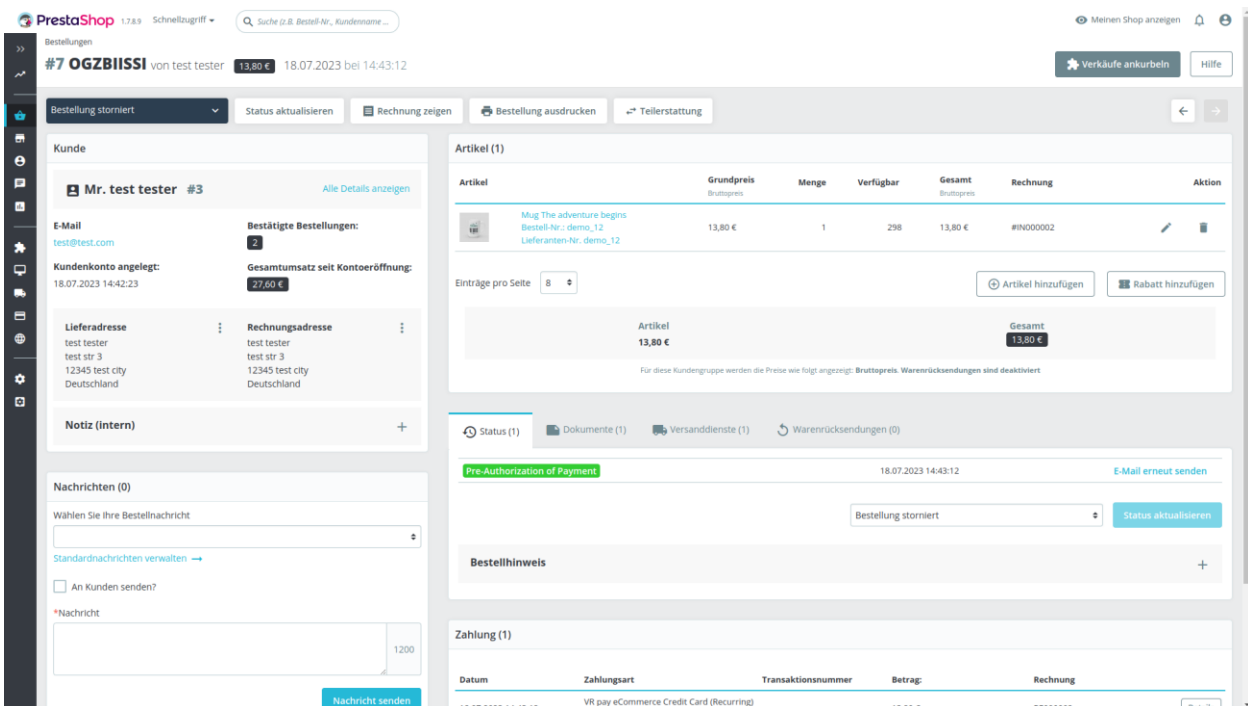 PrestaShop 1.7.8.9 Schnellzugriff Suche (z.B. Bestell-Nr., Kundenname ... Meinen Shop anzeigen
Bestellungen
#7 OGZBIISSI von test tester 13,80 € 18.07.2023 bei 14:43:12 Verkäufe ankurbeln Hilfe
Bestellung storniert Status aktualisieren Rechnung zeigen Bestellung ausdrucken Teilerstattung
Kunde
Mr. test tester #3 Alle Details anzeigen
E-Mail Bestätigte Bestellungen:
test@test.com 2
Kundenkonto angelegt: Gesamtumsatz seit Kontoeröffnung:
18.07.2023 14:42:23 27,60 €
Lieferadresse Rechnungsadresse
test tester test tester
test str 3 test str 3
12345 test city 12345 test city
Deutschland Deutschland
Notiz (intern)
Nachrichten (0)
Wählen Sie Ihre Bestellnachricht
Standardnachrichten verwalten
An Kunden senden?
*Nachricht
1200
Nachricht senden
Artikel (1)
Artikel Grundpreis Menge Verfügbar Gesamt Rechnung Aktion
Bruttopreis Bruttopreis
Mug The adventure begins
Bestell-Nr.: demo_12 13,80 € 1 298 13,80 € #IN000002
Lieferanten-Nr. demo_12
Einträge pro Seite 8 Artikel hinzufügen Rabatt hinzufügen
Artikel Gesamt
13,80 € 13,80 €
Für diese Kundengruppe werden die Preise wie folgt angezeigt: Bruttopreis. Warenrücksendungen sind deaktiviert
Status (1) Dokumente (1) Versanddienste (1) Warenrücksendungen (0)
Pre-Authorization of Payment 18.07.2023 14:43:12 E-Mail erneut senden
Bestellung storniert Status aktualisieren
Bestellhinweis
Zahlung (1)
Datum Zahlungsart Transaktionsnummer Betrag: Rechnung
VR pay eCommerce Credit Card (Recurring)